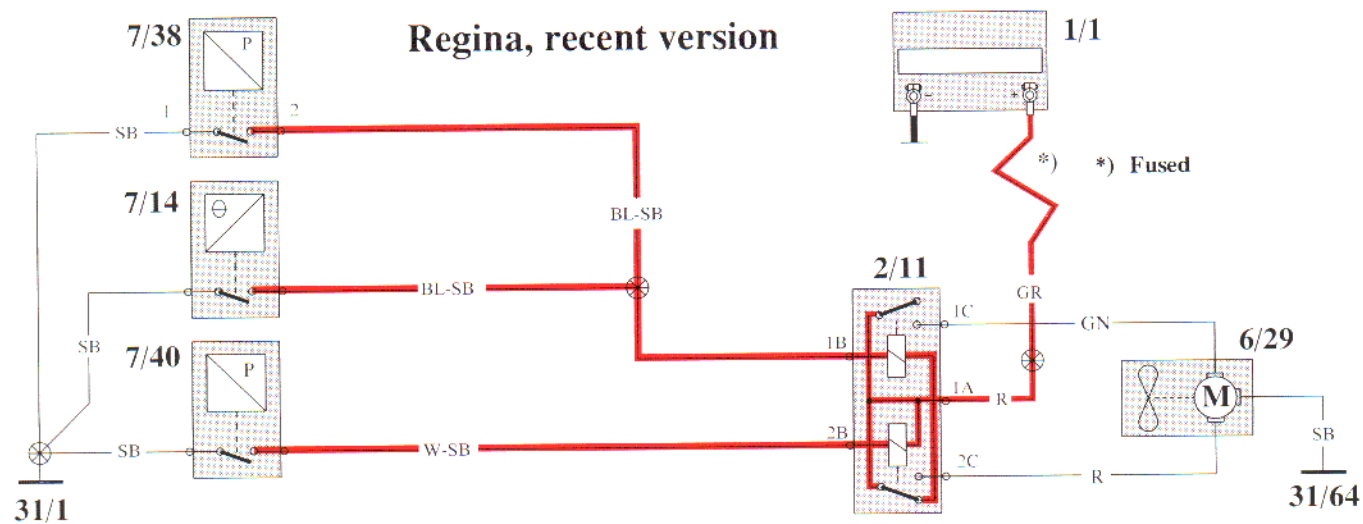 Regina, recent version
7/38
P
1
2
SB
1/1
−
+
*)
*) Fused
7/14
θ
BL-SB
BL-SB
SB
2/11
GR
1C
GN
6/29
1B
7/40
P
1A
R
M
2B
SB
W-SB
2C
R
SB
31/1
31/64